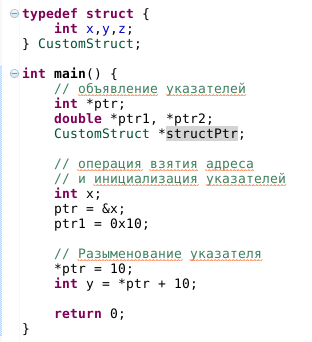 typedef struct {
int x,y,z;
} CustomStruct;
int main() {
// объявление указателей
int *ptr;
double *ptr1, *ptr2;
CustomStruct *structPtr;
// операция взятия адреса
// и инициализация указателей
int x;
ptr = &x;
ptr1 = 0x10;
// Разыменование указателя
*ptr = 10;
int y = *ptr + 10;
return 0;
}